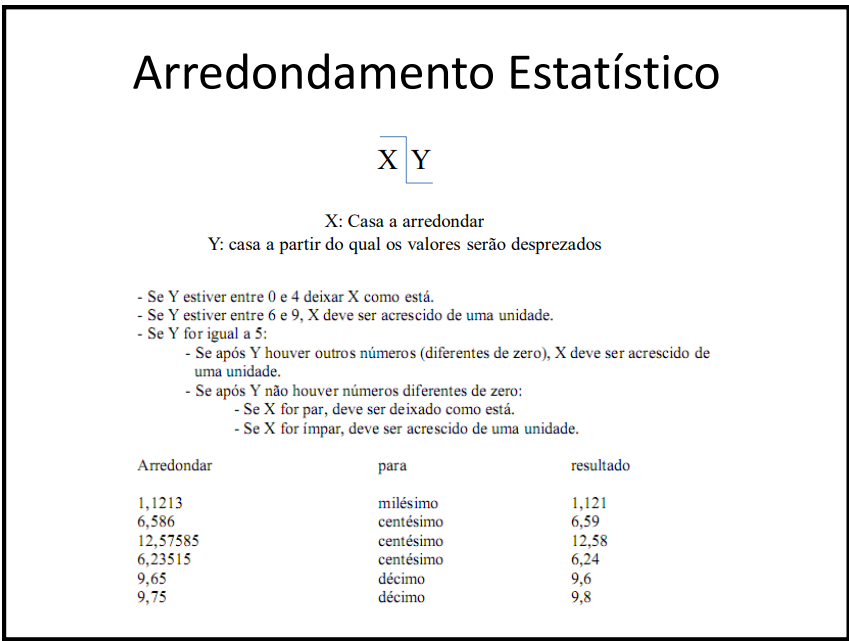 Arredondamento Estatístico
X Y
X: Casa a arredondar
Y: casa a partir do qual os valores serão desprezados
- Se Y estiver entre 0 e 4 deixar X como está.
- Se Y estiver entre 6 e 9, X deve ser acrescido de uma unidade.
- Se Y for igual a 5:
- Se após Y houver outros números (diferentes de zero), X deve ser acrescido de
uma unidade.
- Se após Y não houver números diferentes de zero:
- Se X for par, deve ser deixado como está.
- Se X for ímpar, deve ser acrescido de uma unidade.
Arredondar para resultado
1,1213 milésimo 1,121
6,586 centésimo 6,59
12,57585 centésimo 12,58
6,23515 centésimo 6,24
9,65 décimo 9,6
9,75 décimo 9,8